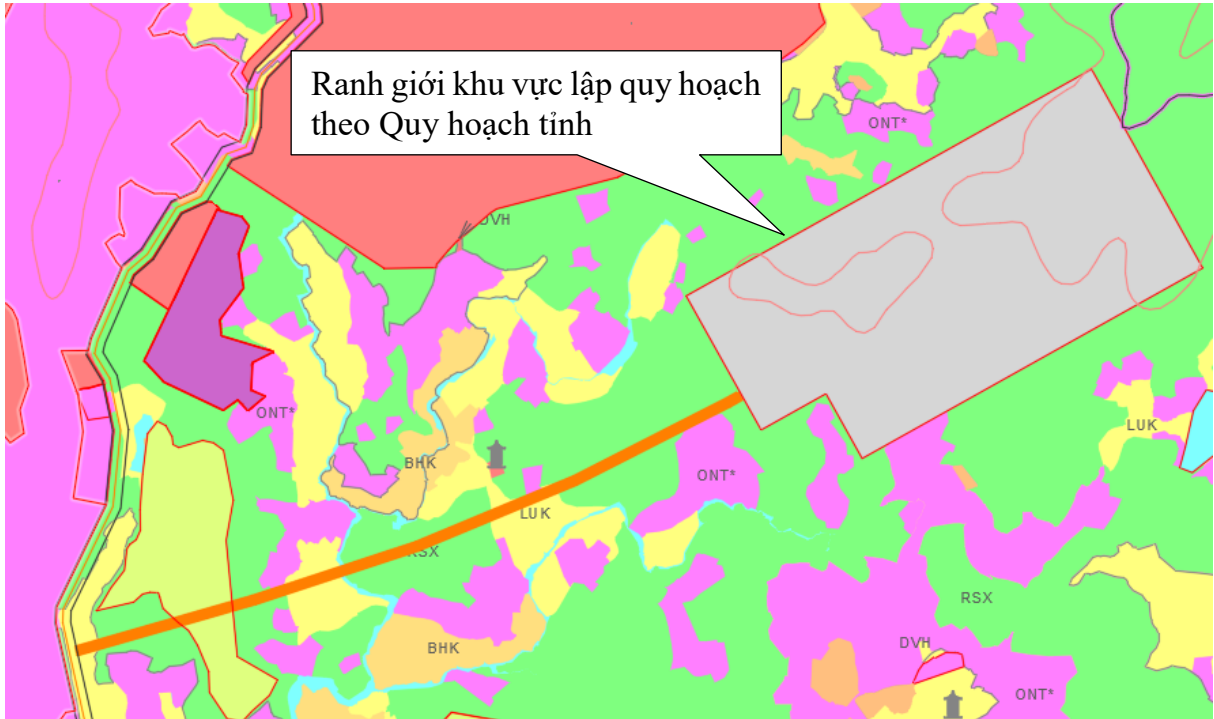 Ranh giới khu vực lập quy hoạch
theo Quy hoạch tỉnh
ONT*
DVH
ONT*
LUK
BHK
ONT*
LUK
RSX
RSX
DVH
BHK
ONT*